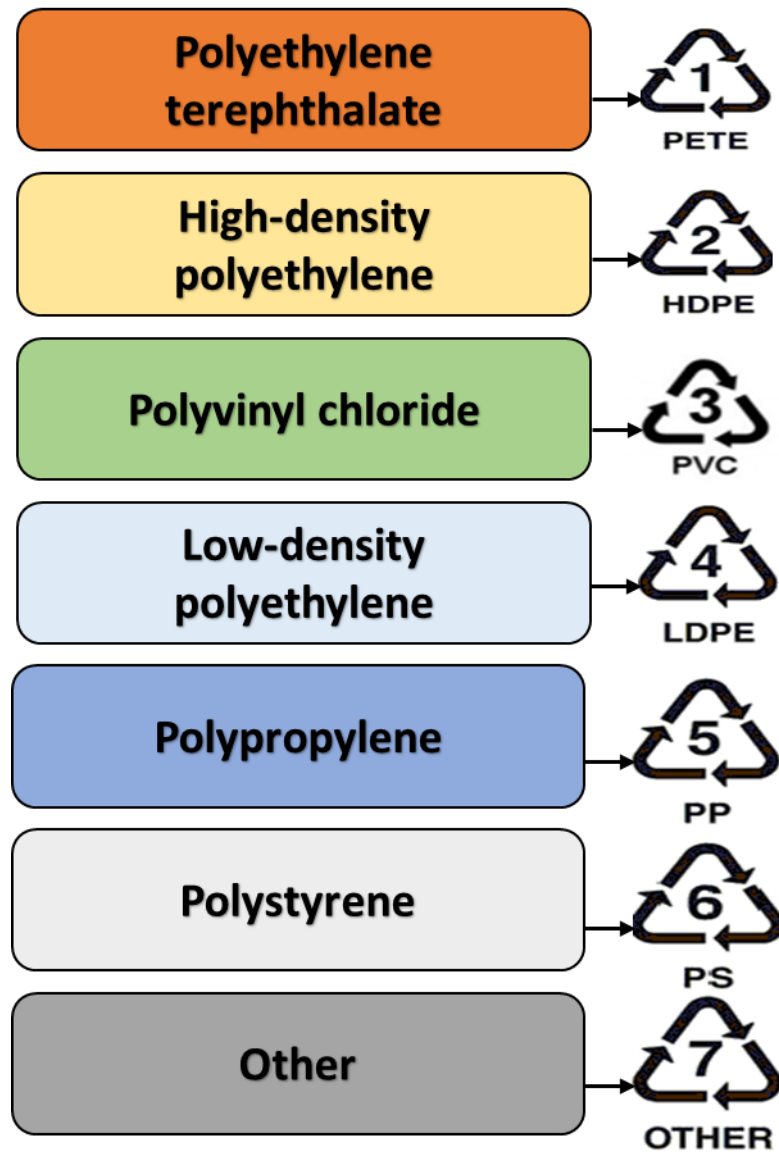 Polyethylene
terephthalate
1
PETE
High-density
polyethylene
2
HDPE
Polyvinyl chloride
3
PVC
Low-density
polyethylene
4
LDPE
Polypropylene
5
PP
Polystyrene
6
PS
Other
7
OTHER